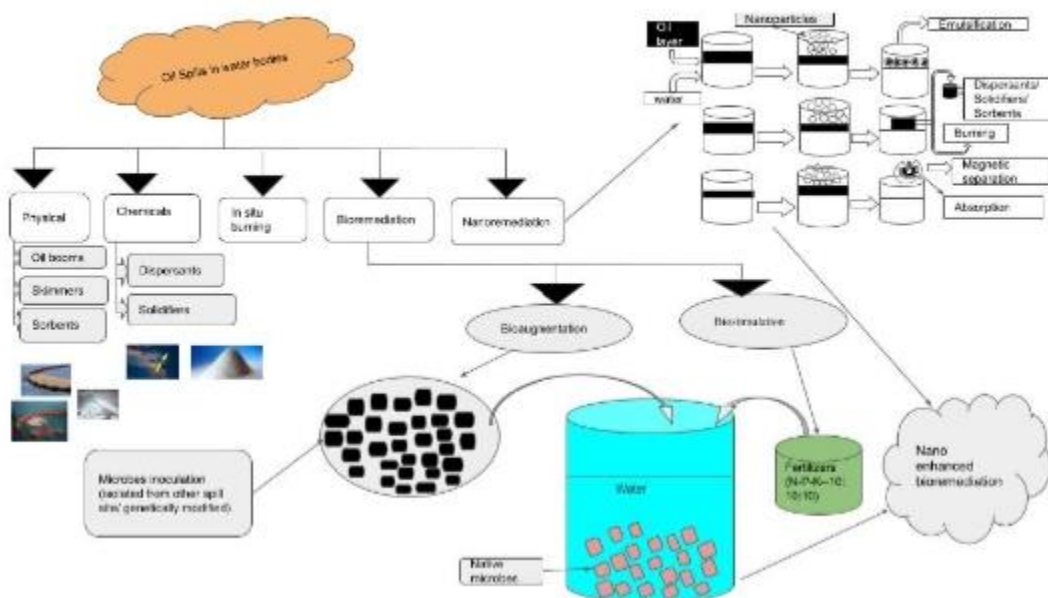 Oil Spills in water bodies
Physical
Oil booms
Skimmers
Sorbents
Chemicals
Dispersants
Solidifiers
In situ
burning
Bioremediation
Nanoremediation
Oil
layer
water
Nanoparticles
Emulsification
Dispersants/
Solidifiers/
Sorbents
Burning
Magnetic
separation
Absorption
Bioaugmentation
Microbes inoculation
(isolated from other spill
site/ genetically modified)
Water
Native
microbes
Fertilizers
(N-P-K--10:
10:10)
Nano
enhanced
bioremediation